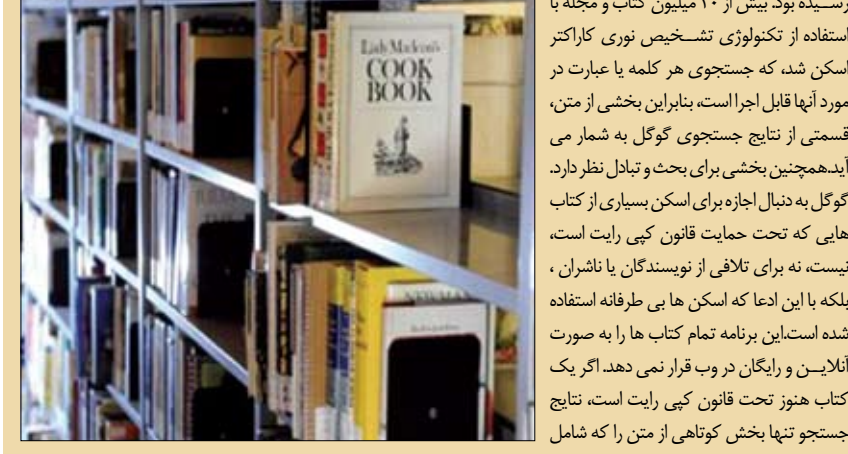 رسیده بود. بیش از ۲۰ میلیون کتاب و مجله با
استفاده از تکنولوژی تشخیص نوری کاراکتر
اسکن شد، که جستجوی هر کلمه یا عبارت در
مورد آنها قابل اجرا است، بنابراین بخشی از متن،
قسمتی از نتایج جستجوی گوگل به شمار می
آید.همچنین بخشی برای بحث و تبادل نظر دارد.
گوگل به دنبال اجازه برای اسکن بسیاری از کتاب
هایی که تحت حمایت قانون کپی رایت است،
نیست، نه برای تلافی از نویسندگان یا ناشران ،
بلکه با این ادعا که اسکن ها بی طرفانه استفاده
شده است.این برنامه تمام کتاب ها را به صورت
آنلاین و رایگان در وب قرار نمی دهد. اگر یک
کتاب هنوز تحت قانون کپی رایت است، نتایج
جستجو تنها بخش کوتاهی از متن را که شامل
COOK
BOOK